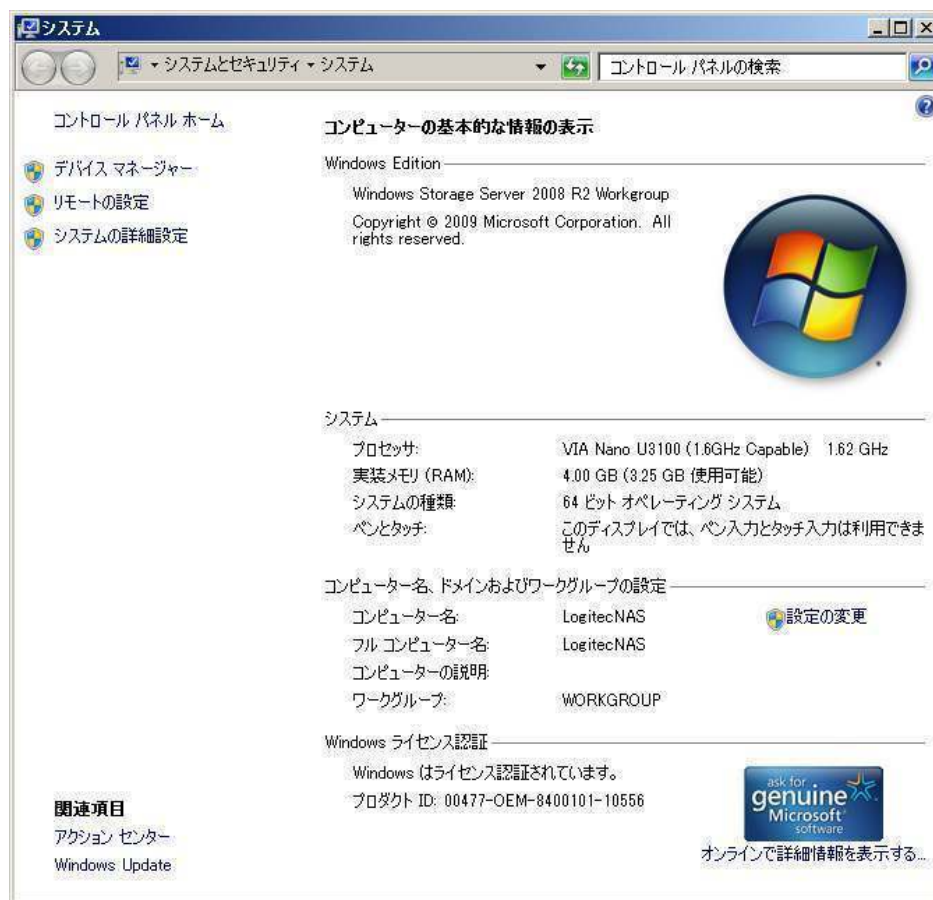 システム
システムとセキュリティ システム
コントロール パネルの検索
コントロール パネル ホーム
デバイス マネージャー
リモートの設定
システムの詳細設定
コンピューターの基本的な情報の表示
Windows Edition
Windows Storage Server 2008 R2 Workgroup
Copyright © 2009 Microsoft Corporation. All
rights reserved.
システム
プロセッサ: VIA Nano U3100 (1.6GHz Capable) 1.62 GHz
実装メモリ (RAM): 4.00 GB (3.25 GB 使用可能)
システムの種類: 64 ビット オペレーティング システム
ペンとタッチ: このディスプレイでは、ペン入力とタッチ入力は利用できま
せん
コンピューター名、ドメインおよびワークグループの設定
コンピューター名: LogitecNAS 設定の変更
フル コンピューター名: LogitecNAS
コンピューターの説明:
ワークグループ: WORKGROUP
Windows ライセンス認証
Windows はライセンス認証されています。
プロダクト ID: 00477-OEM-8400101-10556
ask for
genuine
Microsoft
software
オンラインで詳細情報を表示する...
関連項目
アクション センター
Windows Update